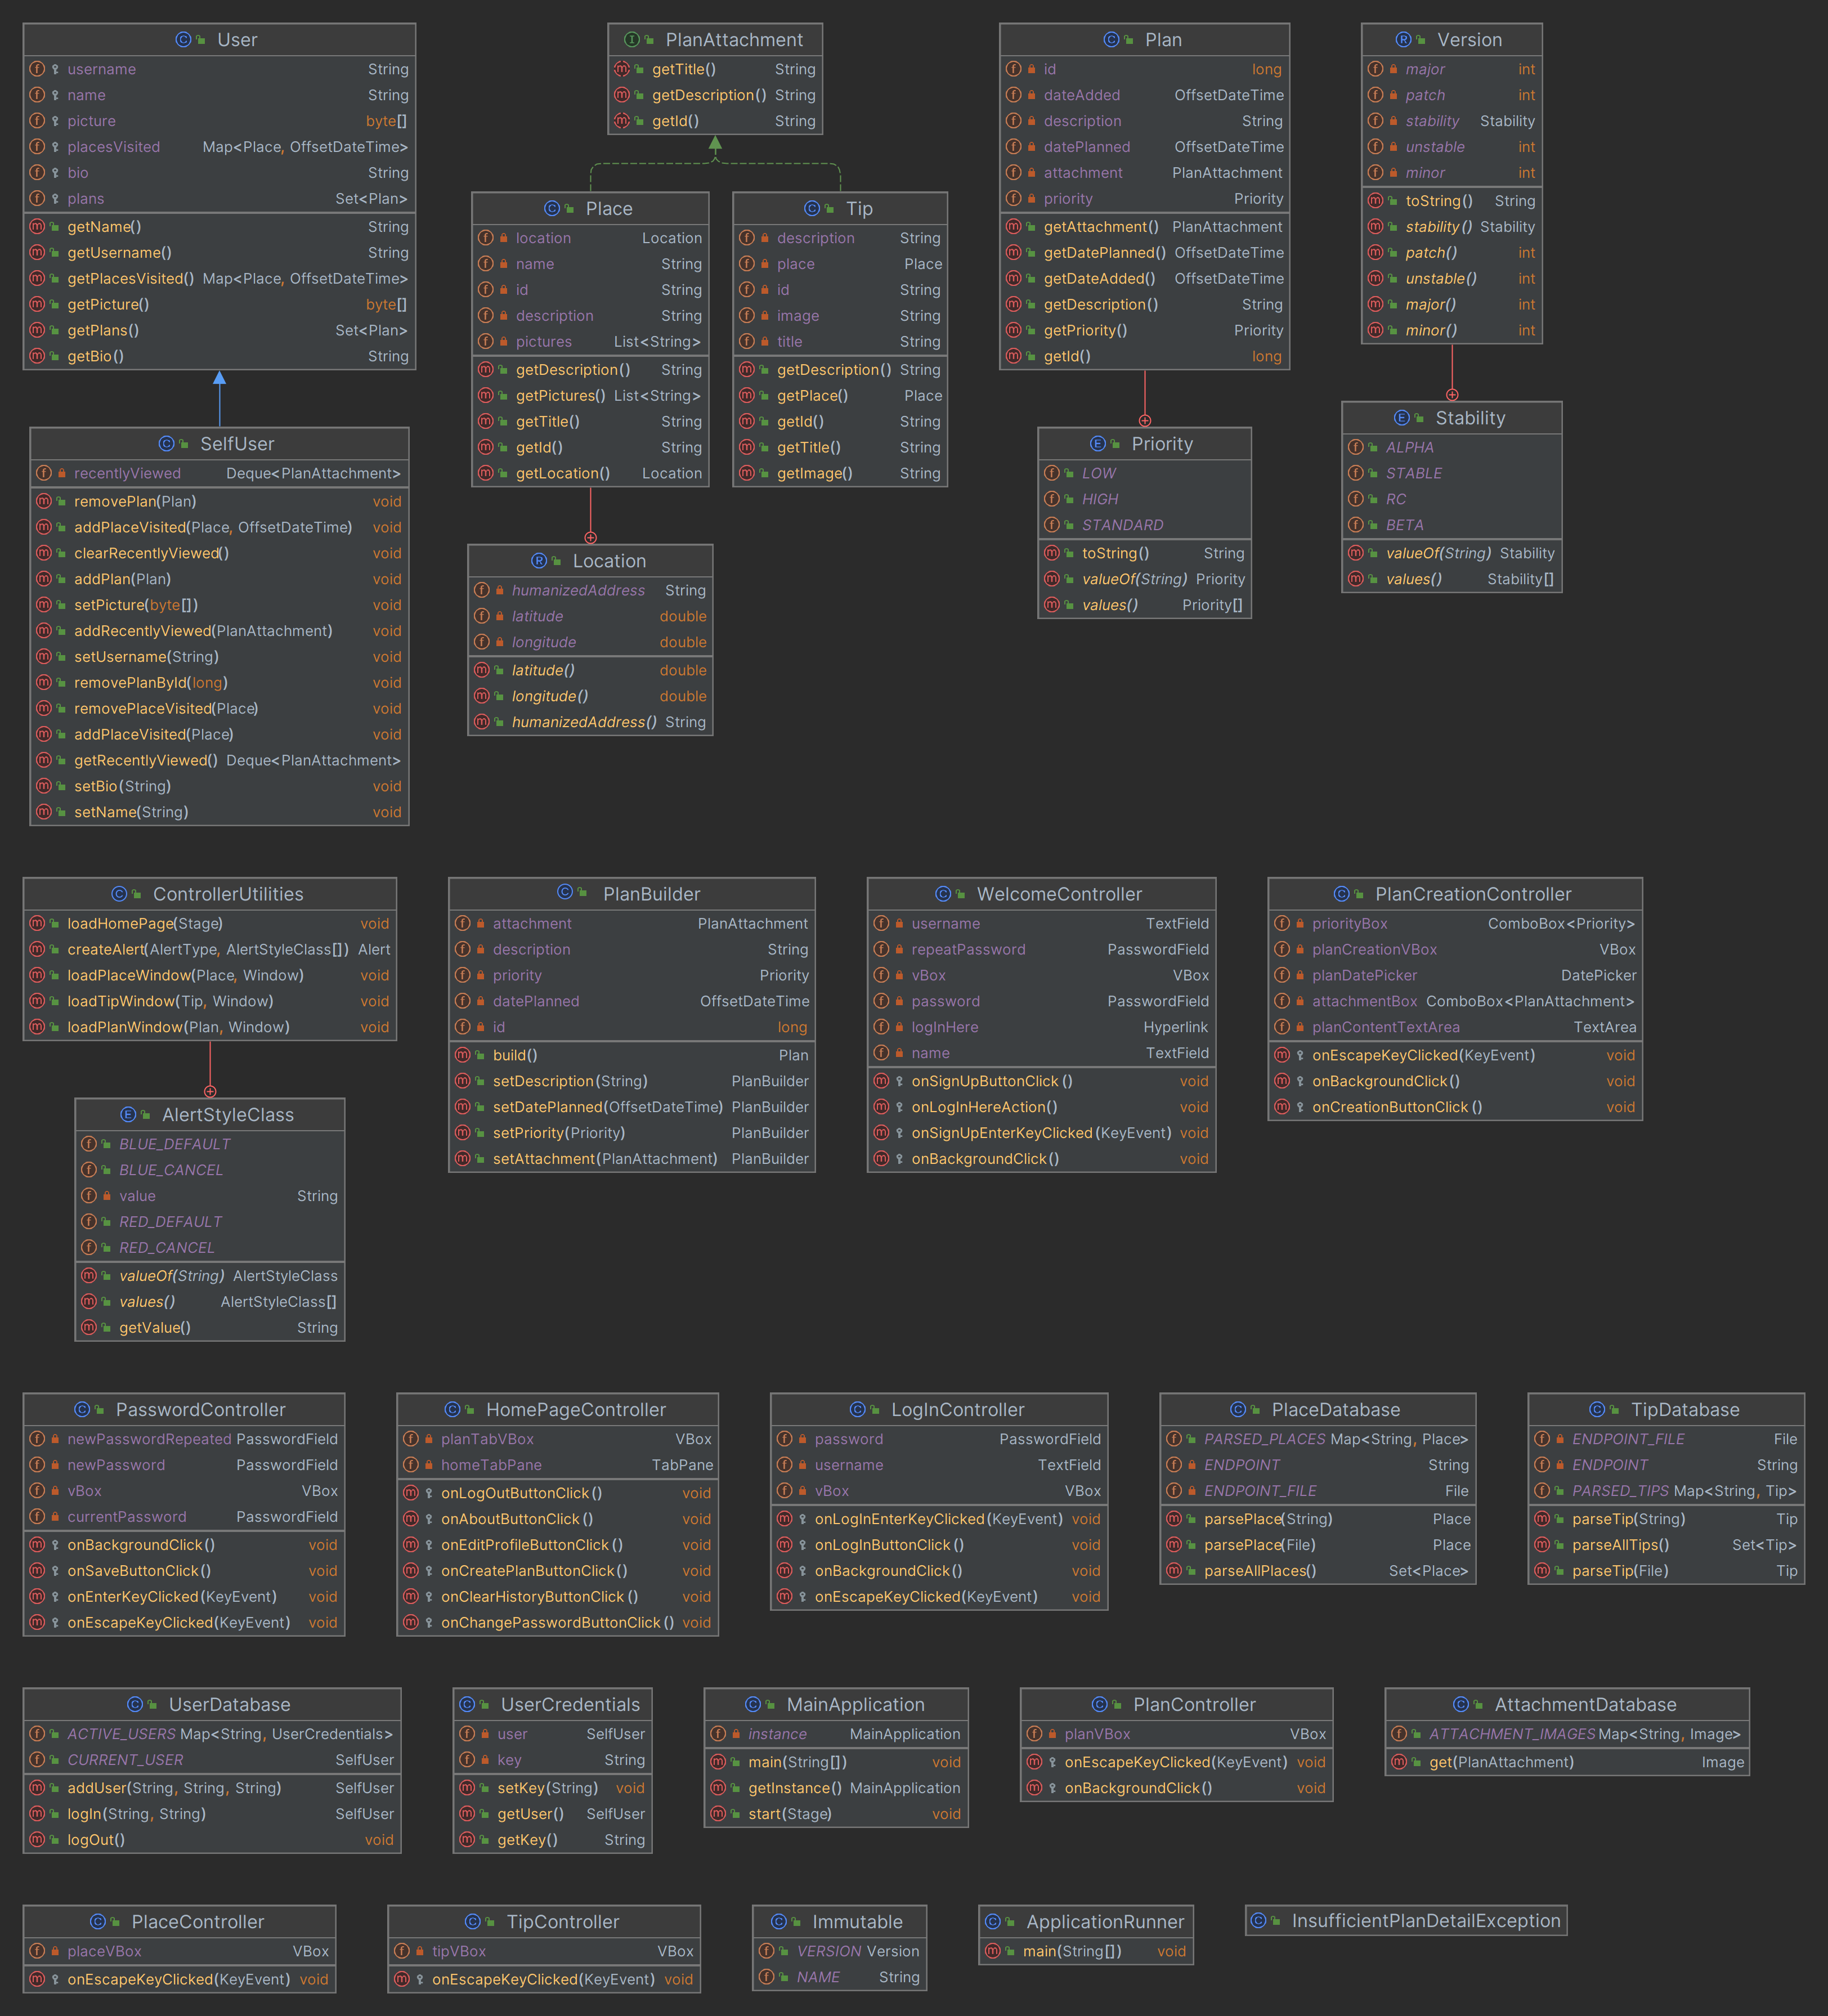 User
username String
name String
picture byte[]
placesVisited Map<Place, OffsetDateTime>
bio String
plans Set<Plan>
getName() String
getUsername() String
getPlacesVisited() Map<Place, OffsetDateTime>
getPicture() byte[]
getPlans() Set<Plan>
getBio() String
SelfUser
recentlyViewed Deque<PlanAttachment>
removePlan(Plan) void
addPlaceVisited(Place, OffsetDateTime) void
clearRecentlyViewed() void
addPlan(Plan) void
setPicture(byte[]) void
addRecentlyViewed(PlanAttachment) void
setUsername(String) void
removePlanById(long) void
removePlaceVisited(Place) void
addPlaceVisited(Place) void
getRecentlyViewed() Deque<PlanAttachment>
setBio(String) void
setName(String) void
PlanAttachment
getTitle() String
getDescription() String
getId() String
Place
location Location
name String
id String
description String
pictures List<String>
getDescription() String
getPictures() List<String>
getTitle() String
getId() String
getLocation() Location
Tip
description String
place Place
id String
image String
title String
getDescription() String
getPlace() Place
getId() String
getTitle() String
getImage() String
Location
humanizedAddress String
latitude double
longitude double
latitude() double
longitude() double
humanizedAddress() String
Plan
id long
dateAdded OffsetDateTime
description String
datePlanned OffsetDateTime
attachment PlanAttachment
priority Priority
getAttachment() PlanAttachment
getDatePlanned() OffsetDateTime
getDateAdded() OffsetDateTime
getDescription() String
getPriority() Priority
getId() long
Priority
LOW
HIGH
STANDARD
toString() String
valueOf(String) Priority
values() Priority[]
Version
major int
patch int
stability Stability
unstable int
minor int
toString() String
stability() Stability
patch() int
unstable() int
major() int
minor() int
Stability
ALPHA
STABLE
RC
BETA
valueOf(String) Stability
values() Stability[]
ControllerUtilities
loadHomePage(Stage) void
createAlert(AlertType, AlertStyleClass[]) Alert
loadPlaceWindow(Place, Window) void
loadTipWindow(Tip, Window) void
loadPlanWindow(Plan, Window) void
AlertStyleClass
BLUE_DEFAULT
BLUE_CANCEL
value String
RED_DEFAULT
RED_CANCEL
valueOf(String) AlertStyleClass
values() AlertStyleClass[]
getValue() String
PlanBuilder
attachment PlanAttachment
description String
priority Priority
datePlanned OffsetDateTime
id long
build() Plan
setDescription(String) PlanBuilder
setDatePlanned(OffsetDateTime) PlanBuilder
setPriority(Priority) PlanBuilder
setAttachment(PlanAttachment) PlanBuilder
WelcomeController
username TextField
repeatPassword PasswordField
vBox VBox
password PasswordField
logInHere Hyperlink
name TextField
onSignUpButtonClick() void
onLogInHereAction() void
onSignUpEnterKeyClicked(KeyEvent) void
onBackgroundClick() void
PlanCreationController
priorityBox ComboBox<Priority>
planCreationVBox VBox
planDatePicker DatePicker
attachmentBox ComboBox<PlanAttachment>
planContentTextArea TextArea
onEscapeKeyClicked(KeyEvent) void
onBackgroundClick() void
onCreationButtonClick() void
PasswordController
newPasswordRepeated PasswordField
newPassword PasswordField
vBox VBox
currentPassword PasswordField
onBackgroundClick() void
onSaveButtonClick() void
onEnterKeyClicked(KeyEvent) void
onEscapeKeyClicked(KeyEvent) void
HomePageController
planTabVBox VBox
homeTabPane TabPane
onLogOutButtonClick() void
onAboutButtonClick() void
onEditProfileButtonClick() void
onCreatePlanButtonClick() void
onClearHistoryButtonClick() void
onChangePasswordButtonClick() void
LogInController
password PasswordField
username TextField
vBox VBox
onLogInEnterKeyClicked(KeyEvent) void
onLogInButtonClick() void
onBackgroundClick() void
onEscapeKeyClicked(KeyEvent) void
PlaceDatabase
PARSED_PLACES Map<String, Place>
ENDPOINT String
ENDPOINT_FILE File
parsePlace(String) Place
parsePlace(File) Place
parseAllPlaces() Set<Place>
TipDatabase
ENDPOINT_FILE File
ENDPOINT String
PARSED_TIPS Map<String, Tip>
parseTip(String) Tip
parseAllTips() Set<Tip>
parseTip(File) Tip
UserDatabase
ACTIVE_USERS Map<String, UserCredentials>
CURRENT_USER SelfUser
addUser(String, String, String) SelfUser
logIn(String, String) SelfUser
logOut() void
UserCredentials
user SelfUser
key String
setKey(String) void
getUser() SelfUser
getKey() String
MainApplication
instance MainApplication
main(String[]) void
getInstance() MainApplication
start(Stage) void
PlanController
planVBox VBox
onEscapeKeyClicked(KeyEvent) void
onBackgroundClick() void
AttachmentDatabase
ATTACHMENT_IMAGES Map<String, Image>
get(PlanAttachment) Image
PlaceController
placeVBox VBox
onEscapeKeyClicked(KeyEvent) void
TipController
tipVBox VBox
onEscapeKeyClicked(KeyEvent) void
Immutable
VERSION Version
NAME String
ApplicationRunner
main(String[]) void
InsufficientPlanDetailException